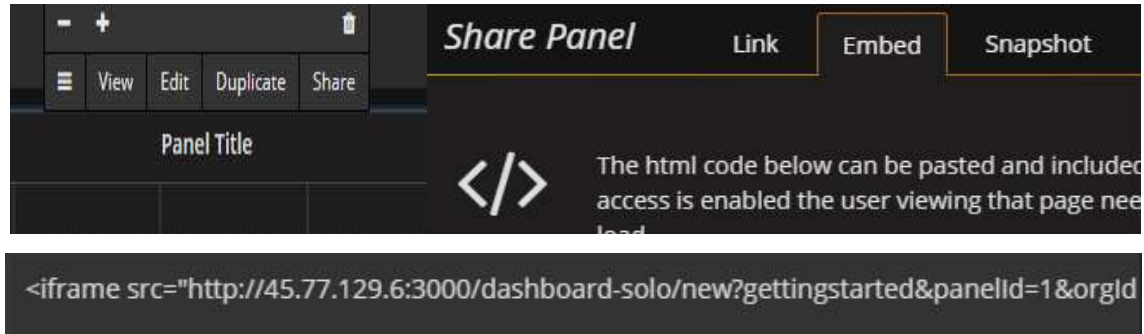 − +
View Edit Duplicate Share
Panel Title
Share Panel Link Embed Snapshot
</>
The html code below can be pasted and included
access is enabled the user viewing that page nee
load
<iframe src="http://45.77.129.6:3000/dashboard-solo/new?gettingstarted&panelId=1&orgId